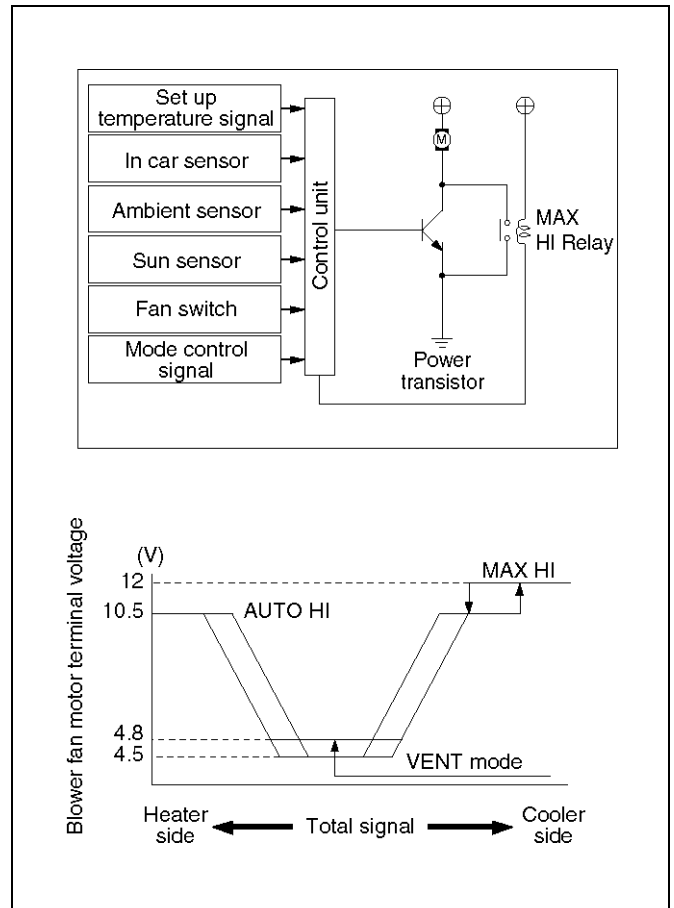 Set up
temperature signal
In car sensor
Ambient sensor
Sun sensor
Fan switch
Mode control
signal
Control unit
M
MAX
HI Relay
Power
transistor
Blower fan motor terminal voltage
(V)
12
10.5
4.8
4.5
MAX HI
AUTO HI
VENT mode
Heater
side
Total signal
Cooler
side